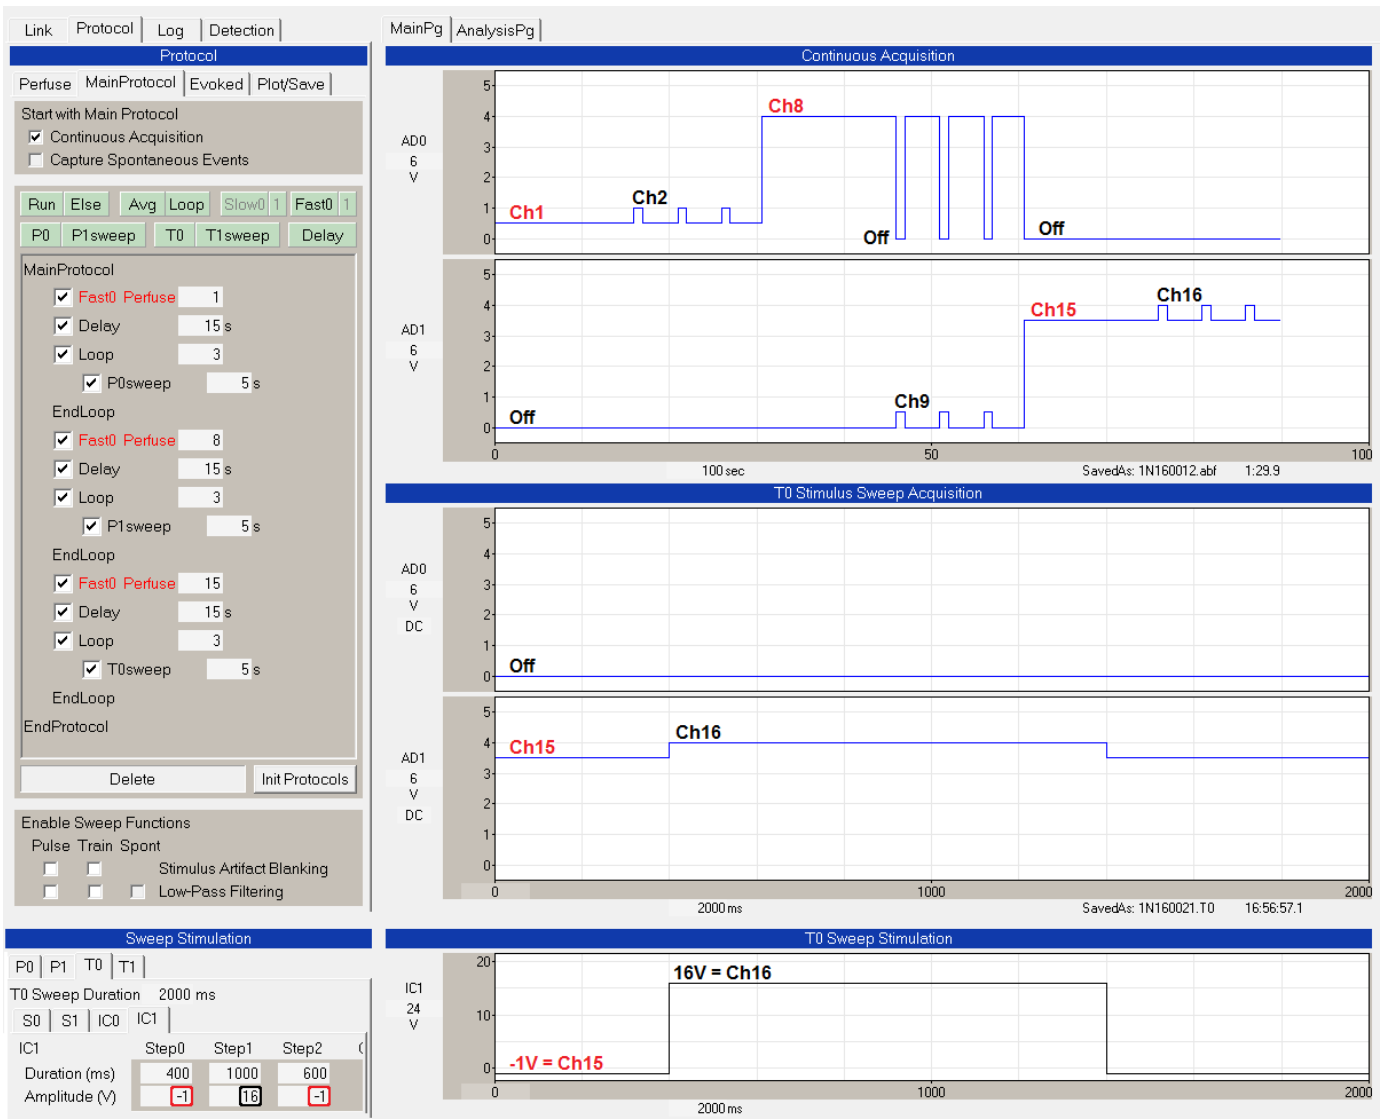 Link Protocol Log Detection
Protocol
Perfuse MainProtocol Evoked Plot/Save
Start with Main Protocol
Continuous Acquisition
Capture Spontaneous Events
Run Else Avg Loop Slow0 1 Fast0 1
P0 P1sweep T0 T1sweep Delay
MainProtocol
Fast0 Perfuse 1
Delay 15 s
Loop 3
P0sweep 5 s
EndLoop
Fast0 Perfuse 8
Delay 15 s
Loop 3
P1sweep 5 s
EndLoop
Fast0 Perfuse 15
Delay 15 s
Loop 3
T0sweep 5 s
EndLoop
EndProtocol
Delete Init Protocols
Enable Sweep Functions
Pulse Train Spont
Stimulus Artifact Blanking
Low-Pass Filtering
Sweep Stimulation
P0 P1 T0 T1
T0 Sweep Duration 2000 ms
S0 S1 IC0 IC1
IC1 Step0 Step1 Step2
Duration (ms) 400 1000 600
Amplitude (V) -1 16 -1
MainPg AnalysisPg
Continuous Acquisition
5
Ch8
4
AD0
3
6
V
2
Ch2
1
Ch1
Off Off
0
5
Ch16
4
Ch15
AD1
3
6
V
2
1
Ch9
Off
0
0 50 100
100 sec SavedAs: 1N160012.abf 1:29.9
T0 Stimulus Sweep Acquisition
5
4
AD0
3
6
V
2
DC
1
Off
0
5
Ch16
4
Ch15
AD1
3
6
V
2
DC
1
0
0 1000 2000
2000 ms SavedAs: 1N160021.T0 16:56:57.1
T0 Sweep Stimulation
20
16V = Ch16
IC1
24
V
10
-1V = Ch15
0
0 1000 2000
2000 ms